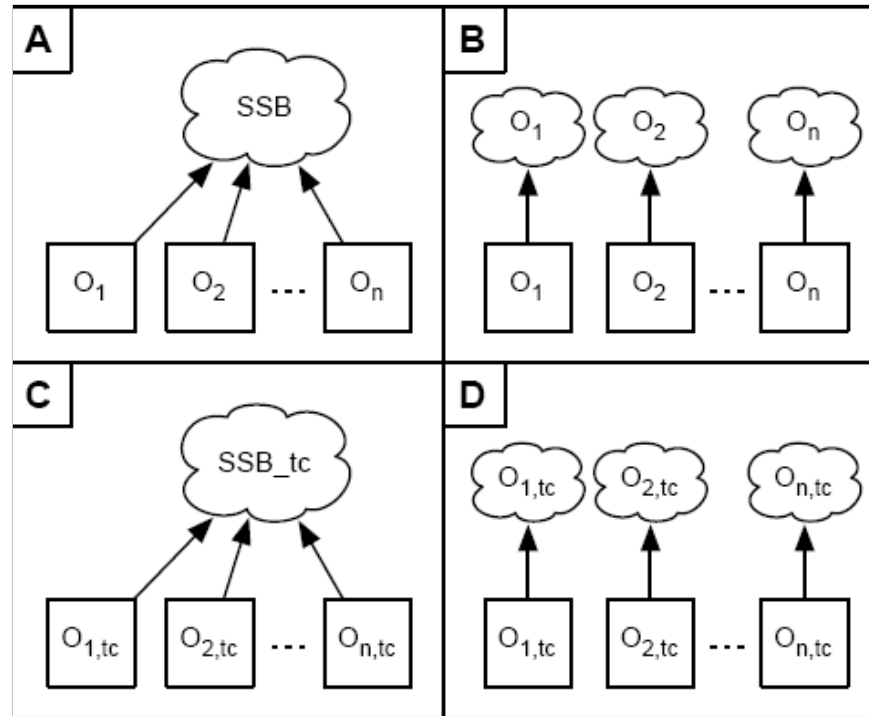 A
SSB
O1 O2 --- On
B
O1 O2 On
O1 O2 --- On
C
SSB_tc
O1,tc O2,tc --- On,tc
D
O1,tc O2,tc On,tc
O1,tc O2,tc --- On,tc